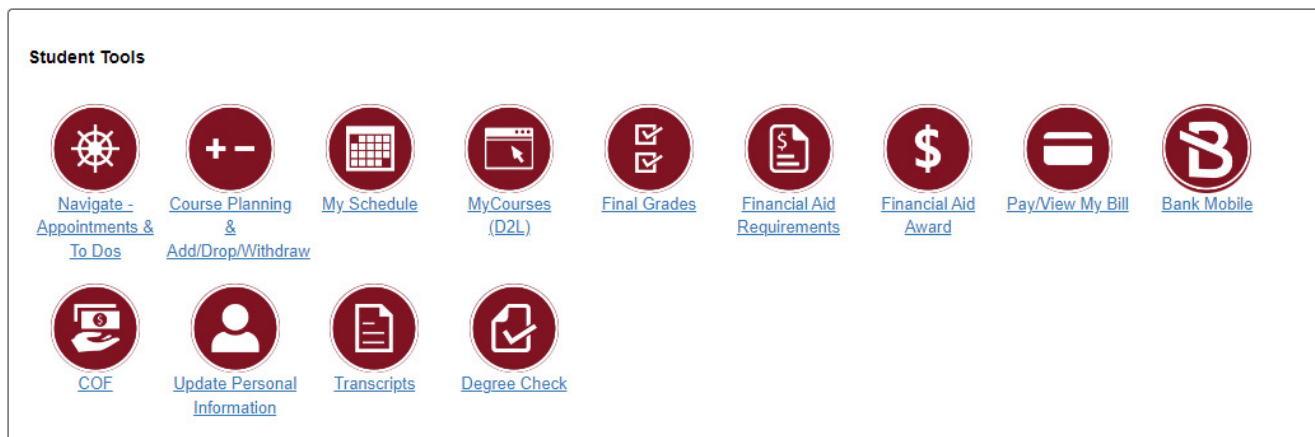 Student Tools
Navigate -
Appointments &
To Dos
Course Planning
&
Add/Drop/Withdraw
My Schedule
MyCourses
(D2L)
Final Grades
Financial Aid
Requirements
Financial Aid
Award
Pay/View My Bill
Bank Mobile
COF
Update Personal
Information
Transcripts
Degree Check